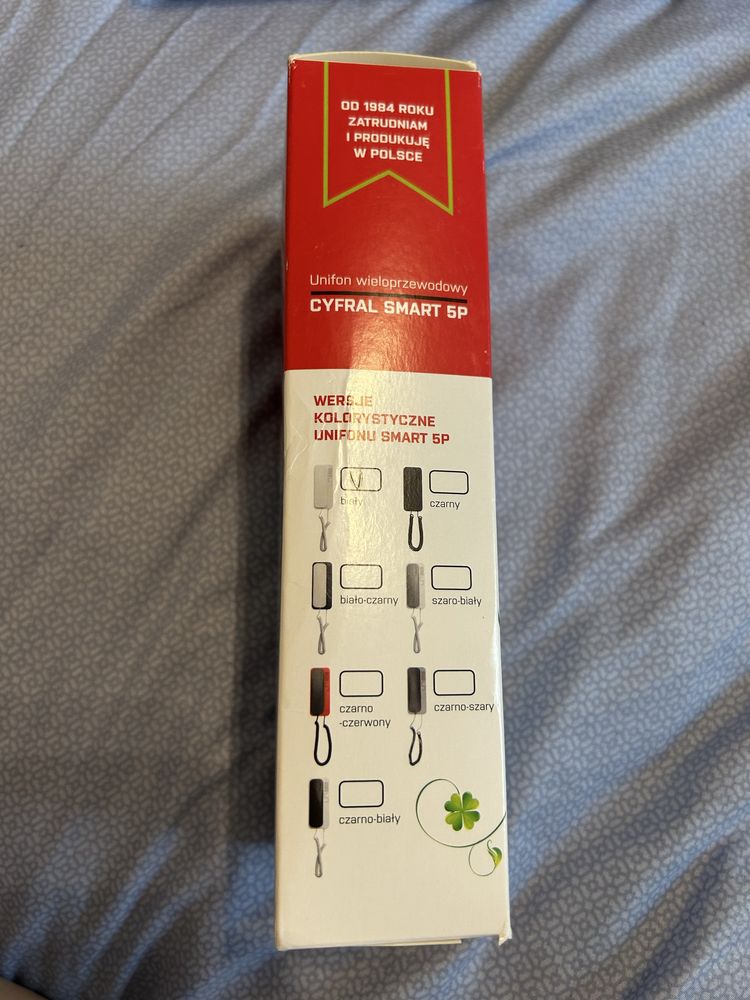 OD 1984 ROKU
ZATRUDNIAM
I PRODUKUJĘ
W POLSCE
Unifon wieloprzewodowy
CYFRAL SMART 5P
WERSJE
KOLORYSTYCZNE
UNIFONU SMART 5P
biały
czarny
biało-czarny
szaro-biały
czarno
-czerwony
czarno-szary
czarno-biały